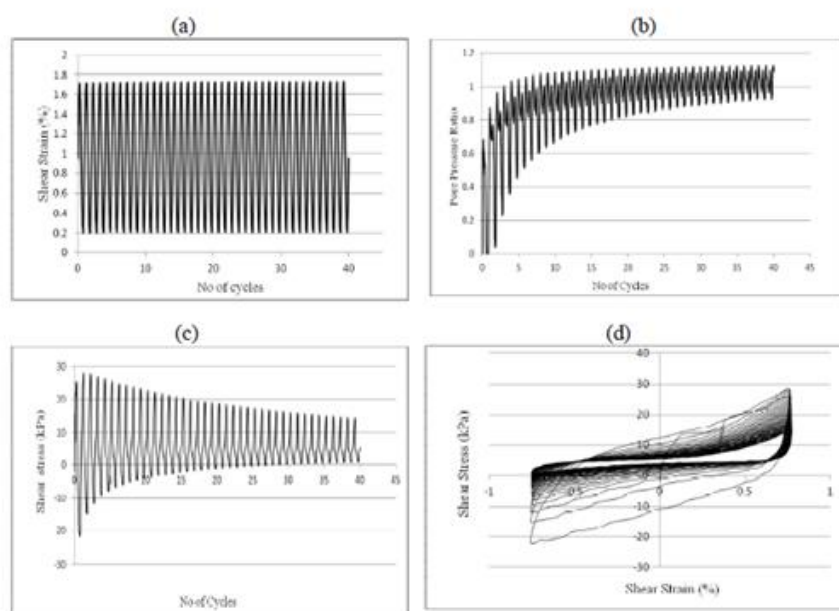 (a)
2
1.8
1.6
1.4
1.2
1
0.8
0.6
0.4
0.2
0
0 10 20 30 40
Shear Strain (%)
No of cycles
(b)
1.2
1
0.8
0.6
0.4
0.2
0
0 5 10 15 20 25 30 35 40 45
Pore Pressure Ratio
No of Cycles
(c)
30
20
10
0
-10
20
-30
0 5 10 15 20 25 30 35 40 45
Shear stress (kPa)
No of Cycles
(d)
40
30
20
10
-10
-20
-30
-1 0 0.5 1
Shear Stress (kPa)
Shear Strain (%)